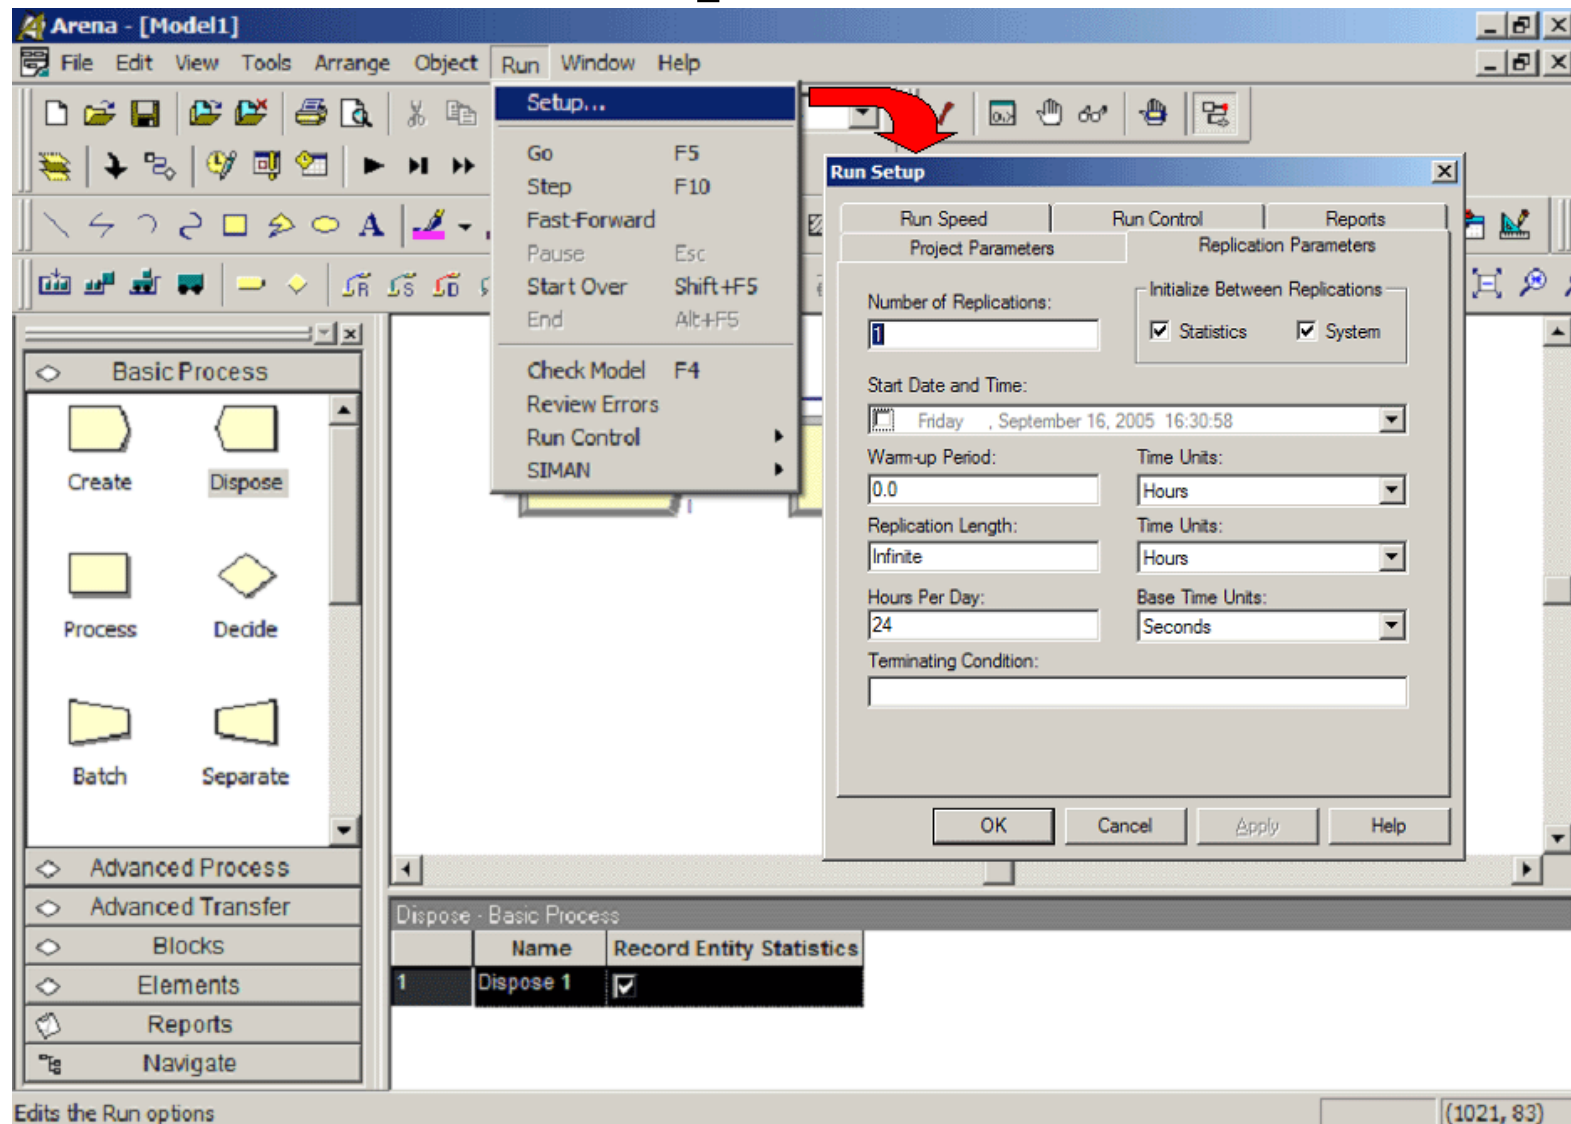 Arena - [Model1]
File Edit View Tools Arrange Object Run Window Help
Setup...
Go F5
Step F10
Fast-Forward
Pause Esc
Start Over Shift+F5
End Alt+F5
Check Model F4
Review Errors
Run Control
SIMAN
Run Setup
Run Speed Run Control Reports
Project Parameters Replication Parameters
Number of Replications:
1
Initialize Between Replications
Statistics System
Start Date and Time:
Friday , September 16, 2005 16:30:58
Warm-up Period: Time Units:
0.0 Hours
Replication Length: Time Units:
Infinite Hours
Hours Per Day: Base Time Units:
24 Seconds
Terminating Condition:
OK Cancel Apply Help
Basic Process
Create Dispose
Process Decide
Batch Separate
Advanced Process
Advanced Transfer
Blocks
Elements
Reports
Navigate
Dispose - Basic Process
Name Record Entity Statistics
1 Dispose 1
Edits the Run options
(1021, 83)